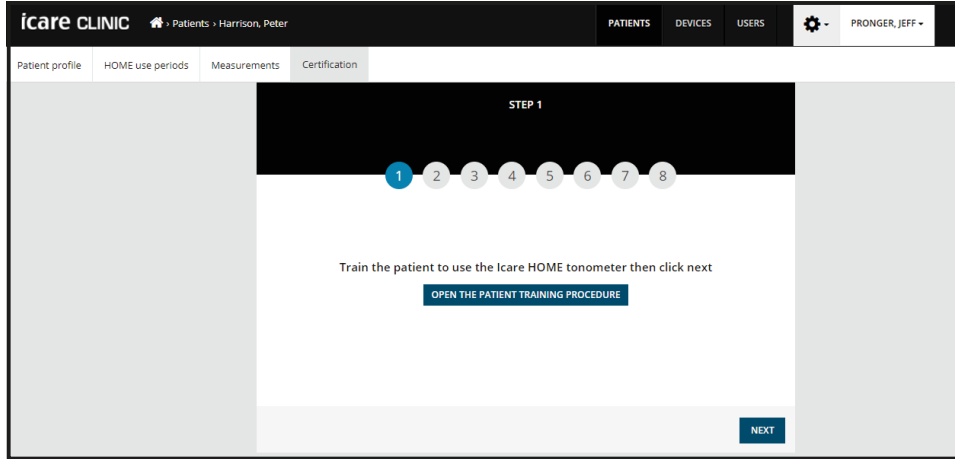 icare CLINIC
› Patients › Harrison, Peter
PATIENTS
DEVICES
USERS
PRONGER, JEFF
Patient profile
HOME use periods
Measurements
Certification
STEP 1
1 2 3 4 5 6 7 8
Train the patient to use the Icare HOME tonometer then click next
OPEN THE PATIENT TRAINING PROCEDURE
NEXT